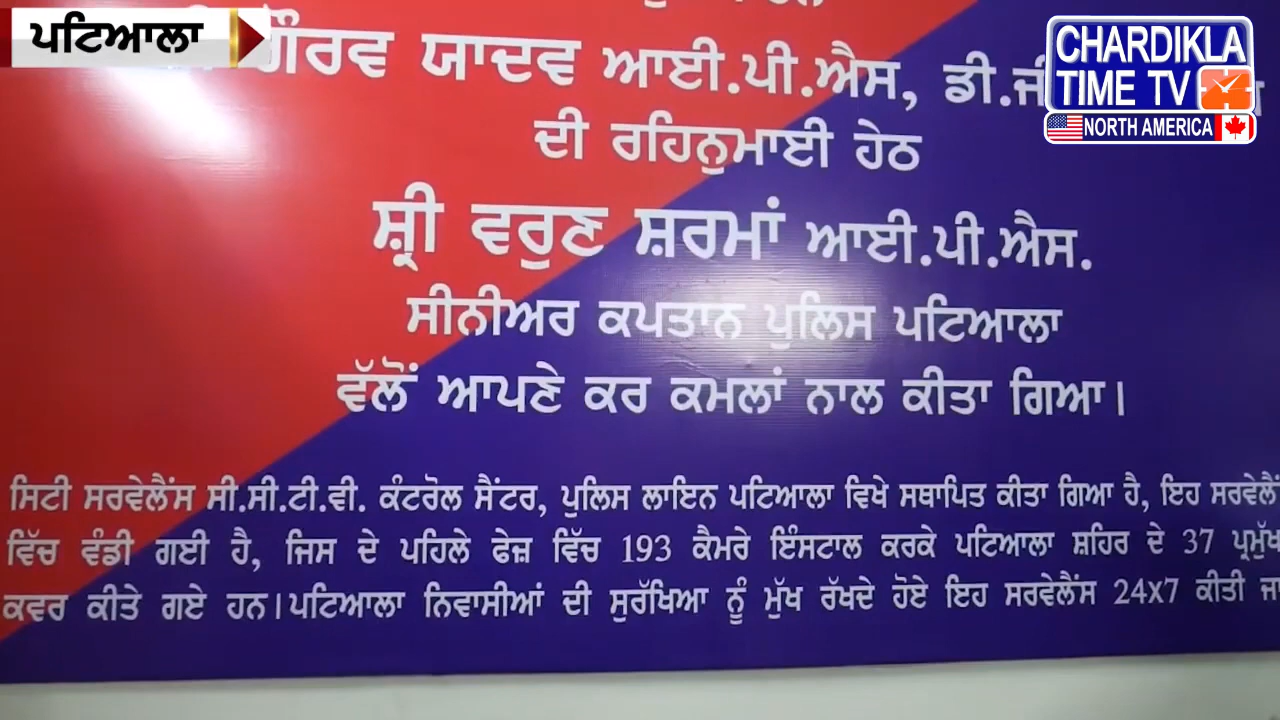 ਪਟਿਆਲਾ
CHARDIKLA
TIME TV
NORTH AMERICA
ਗੌਰਵ ਯਾਦਵ ਆਈ.ਪੀ.ਐਸ,
ਦੀ ਰਹਿਨੁਮਾਈ ਹੇਠ
ਸ਼੍ਰੀ ਵਰੁਣ ਸ਼ਰਮਾਂ ਆਈ.ਪੀ.ਐਸ.
ਸੀਨੀਅਰ ਕਪਤਾਨ ਪੁਲਿਸ ਪਟਿਆਲਾ
ਵੱਲੋਂ ਆਪਣੇ ਕਰ ਕਮਲਾਂ ਨਾਲ ਕੀਤਾ ਗਿਆ।
ਸਿਟੀ ਸਰਵੇਲੈਂਸ ਸੀ.ਸੀ.ਟੀ.ਵੀ. ਕੰਟਰੋਲ ਸੈਂਟਰ, ਪੁਲਿਸ ਲਾਇਨ ਪਟਿਆਲਾ ਵਿਖੇ ਸਥਾਪਿਤ ਕੀਤਾ ਗਿਆ ਹੈ, ਇਹ
ਵਿੱਚ ਵੰਡੀ ਗਈ ਹੈ, ਜਿਸ ਦੇ ਪਹਿਲੇ ਫੇਜ਼ ਵਿੱਚ 193 ਕੈਮਰੇ ਇੰਸਟਾਲ ਕਰਕੇ ਪਟਿਆਲਾ ਸ਼ਹਿਰ ਦੇ 37 ਪ੍ਰਮੁੱਖ
ਕਵਰ ਕੀਤੇ ਗਏ ਹਨ।ਪਟਿਆਲਾ ਨਿਵਾਸੀਆਂ ਦੀ ਸੁਰੱਖਿਆ ਨੂੰ ਮੁੱਖ ਰੱਖਦੇ ਹੋਏ ਇਹ ਸਰਵੇਲੈਂਸ 24x7 ਕੀਤੀ